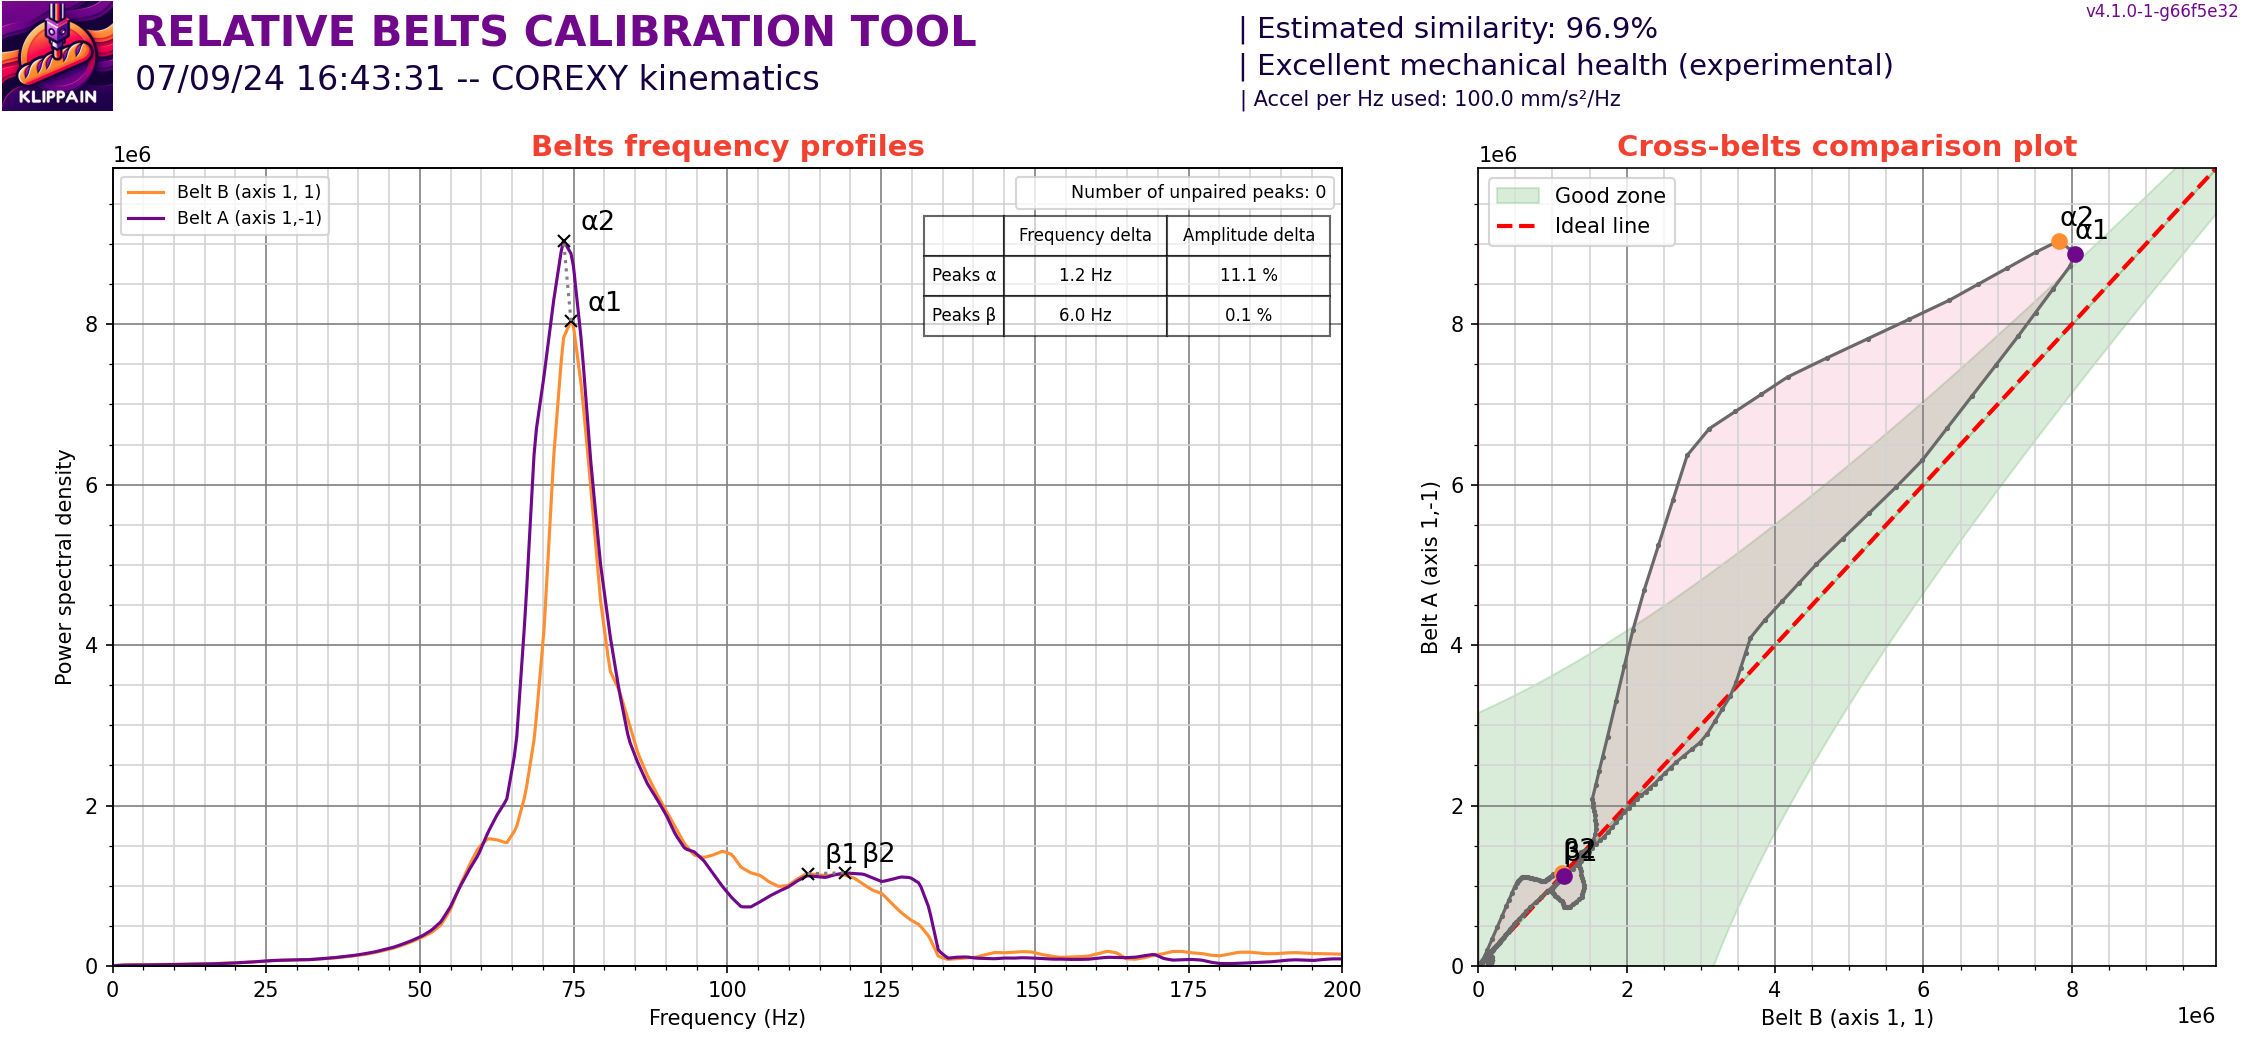 KLIPPAIN
RELATIVE BELTS CALIBRATION TOOL
07/09/24 16:43:31 -- COREXY kinematics
| Estimated similarity: 96.9%
| Excellent mechanical health (experimental)
| Accel per Hz used: 100.0 mm/s²/Hz
v4.1.0-1-g66f5e32
Belts frequency profiles
1e6
Belt B (axis 1, 1)
Belt A (axis 1,-1)
Number of unpaired peaks: 0
Frequency delta Amplitude delta
Peaks α 1.2 Hz 11.1 %
Peaks β 6.0 Hz 0.1 %
α2
α1
β1 β2
8
6
4
2
0
Power spectral density
0 25 50 75 100 125 150 175 200
Frequency (Hz)
Cross-belts comparison plot
1e6
Good zone
Ideal line
α2
α1
8
6
4
2
0
Belt A (axis 1,-1)
0 2 4 6 8
Belt B (axis 1, 1)
1e6